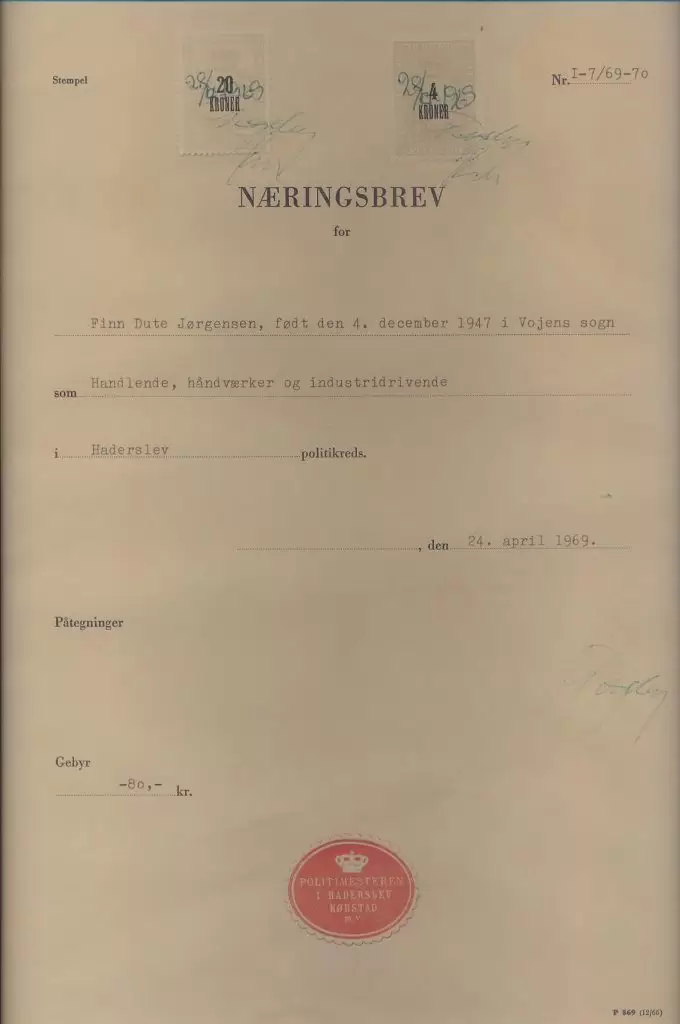 Stempel
20
KRONER
4
KRONER
Nr. I-7/69-70
NÆRINGSBREV
for
Finn Dute Jørgensen, født den 4. december 1947 i Vojens sogn
som Handlende, håndværker og industridrivende
i Haderslev politikreds.
, den 24. april 1969.
Påtegninger
Gebyr
-80,- kr.
POLITIMESTEREN
I HADERSLEV
KØBSTAD
M.V.
P 869 (12/66)